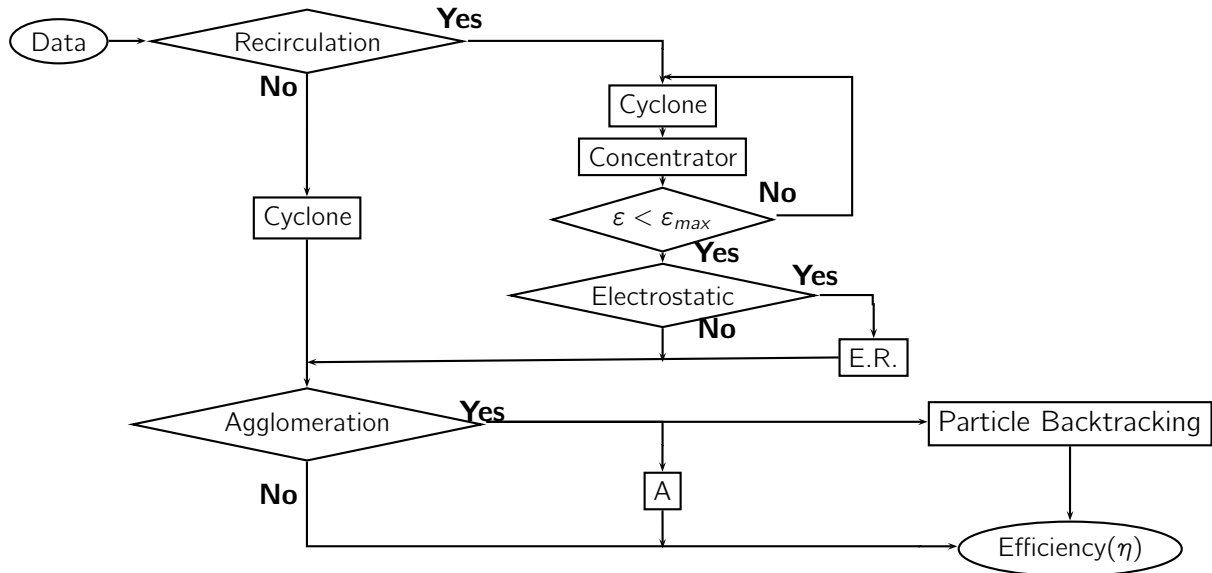 Yes
Data
Recirculation
No
Cyclone
Concentrator
No
ε < ε_max
Cyclone
Yes
Yes
Electrostatic
No
E.R.
Yes
Agglomeration
Particle Backtracking
No
A
Efficiency(η)